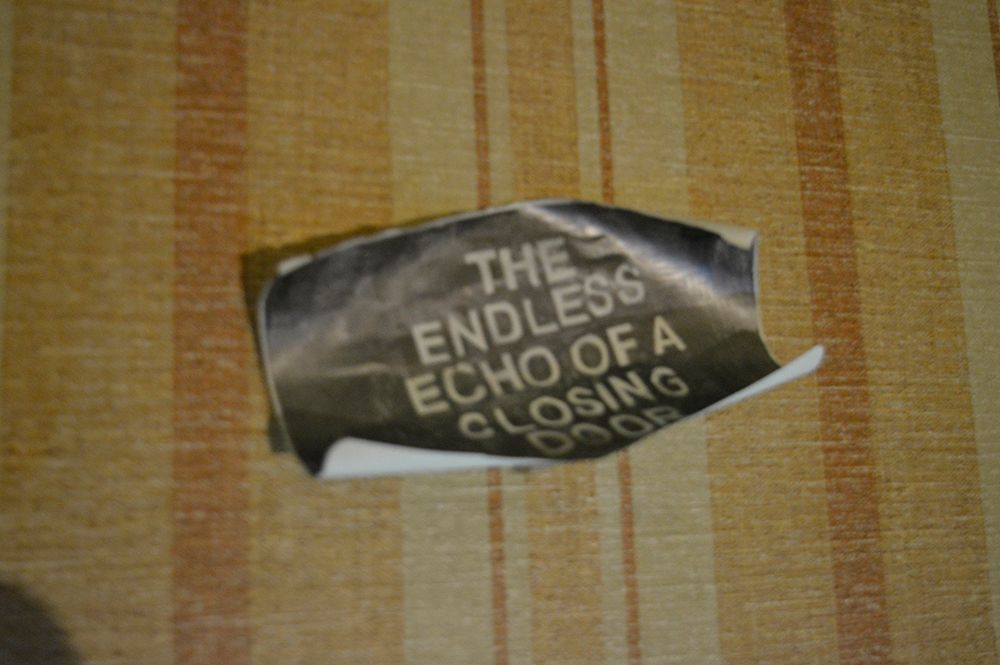 THE
ENDLESS
ECHO OF A
CLOSING
DOOR